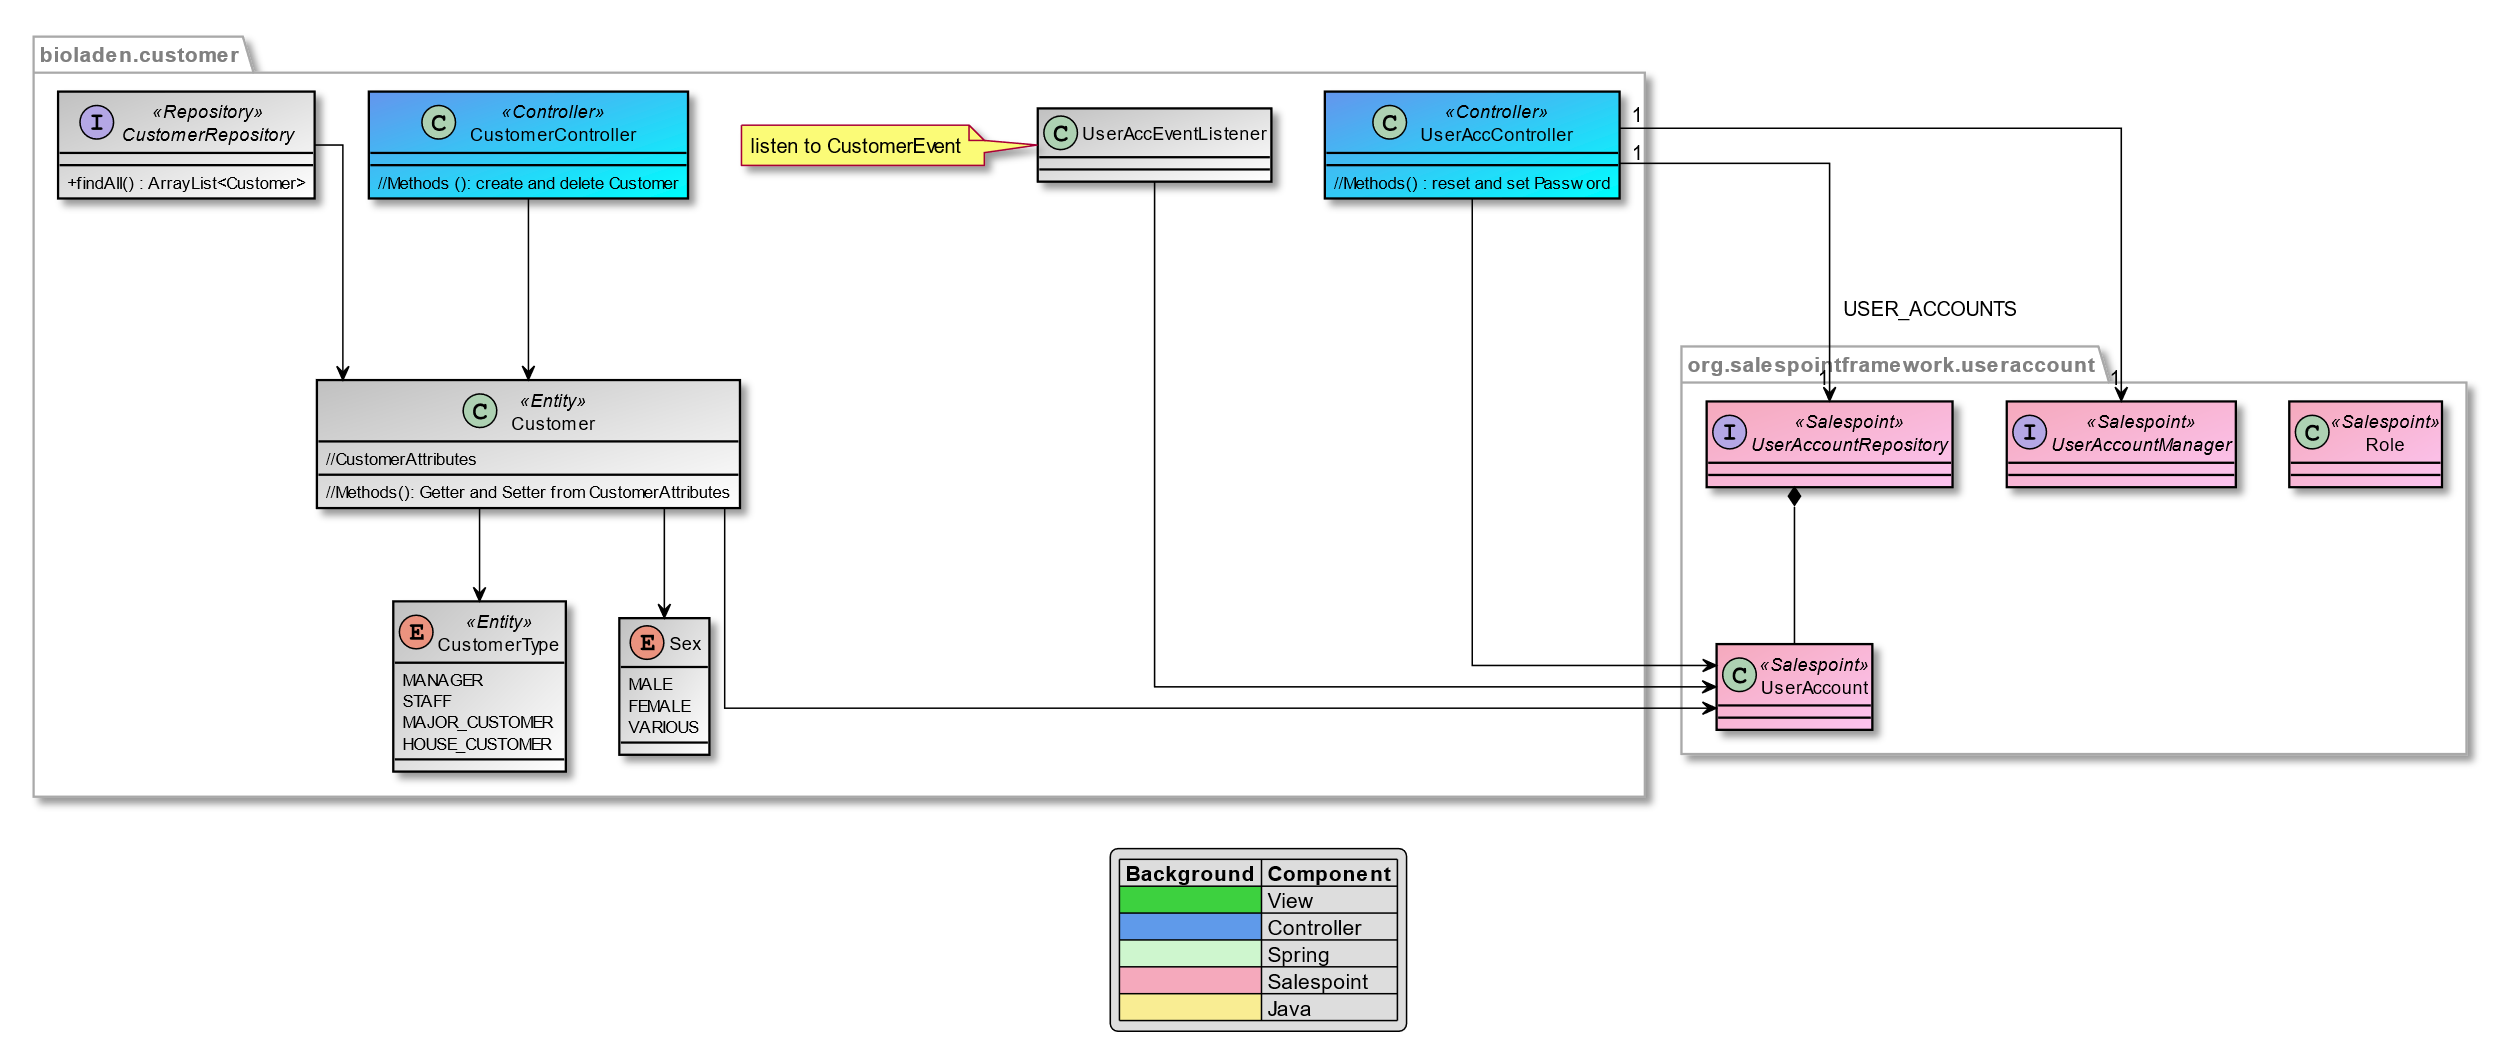 bioladen.customer
I
«Repository»
CustomerRepository
+findAll() : ArrayList<Customer>
C
«Controller»
CustomerController
//Methods (): create and delete Customer
listen to CustomerEvent
C
UserAccEventListener
C
«Controller»
UserAccController
//Methods() : reset and set Password
1
1
USER_ACCOUNTS
org.salespointframework.useraccount
1
1
C
«Entity»
Customer
//CustomerAttributes
//Methods(): Getter and Setter from CustomerAttributes
I
«Salespoint»
UserAccountRepository
I
«Salespoint»
UserAccountManager
C
«Salespoint»
Role
E
«Entity»
CustomerType
MANAGER
STAFF
MAJOR_CUSTOMER
HOUSE_CUSTOMER
E
Sex
MALE
FEMALE
VARIOUS
C
«Salespoint»
UserAccount
Background Component
View
Controller
Spring
Salespoint
Java